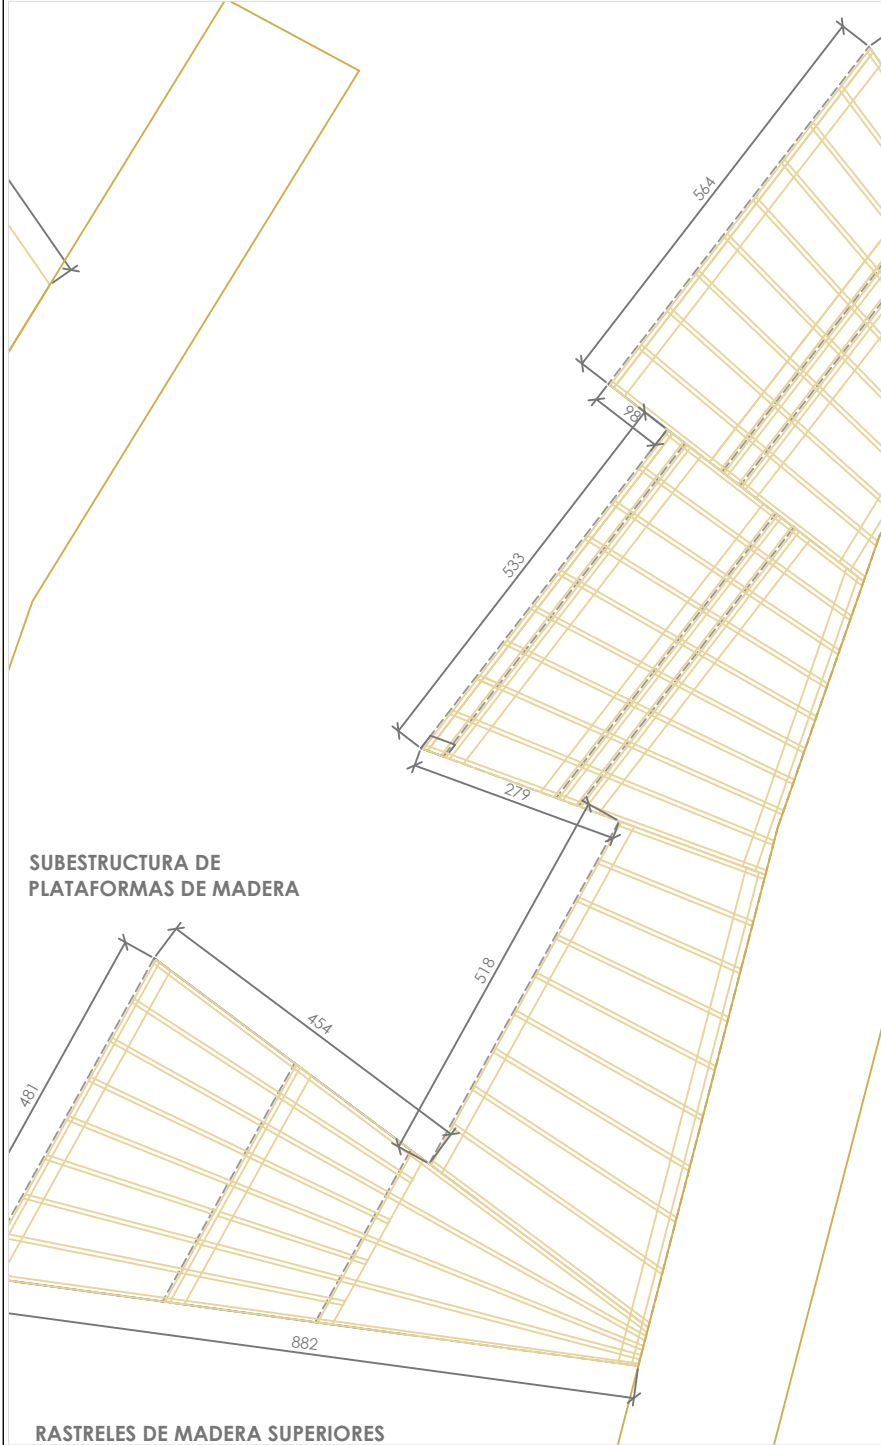 564
98
533
279
SUBESTRUCTURA DE
PLATAFORMAS DE MADERA
518
454
481
882
RASTRELES DE MADERA SUPERIORES